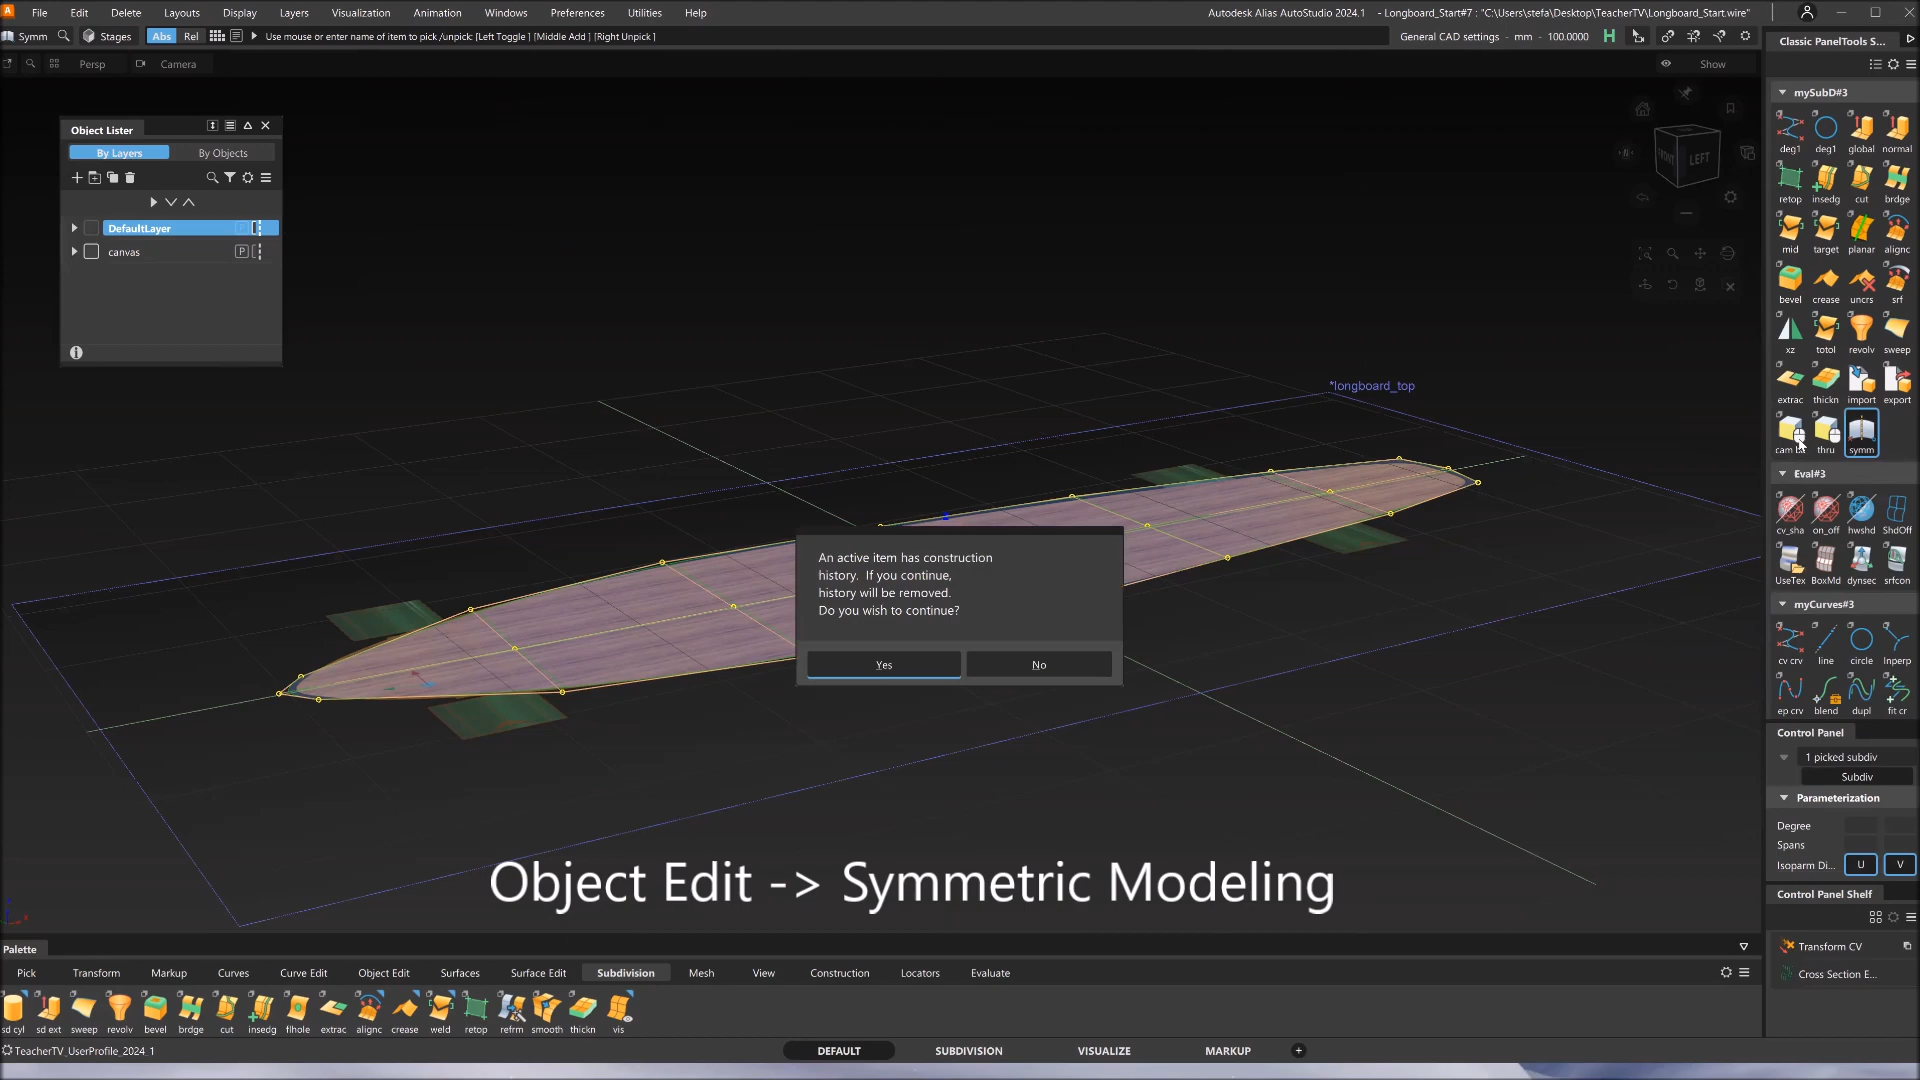 File Edit Delete Layouts Display Layers Visualization Animation Windows Preferences Utilities Help
Autodesk Alias AutoStudio 2024.1 - Longboard_Start#7 : "C:\Users\stefa\Desktop\TeacherTV\Longboard_Start.wire"
Symm Stages Abs Rel Use mouse or enter name of item to pick /unpick: [Left Toggle ] [Middle Add ] [Right Unpick ]
General CAD settings - mm - 100.0000
Classic PanelTools S...
Persp Camera Show
Object Lister
By Layers By Objects
DefaultLayer P
canvas P
FRONT LEFT
*longboard_top
An active item has construction
history. If you continue,
history will be removed.
Do you wish to continue?
Yes No
Object Edit -> Symmetric Modeling
mySubD#3
deg1 deg1 global normal
retop insedg cut brdge
mid target planar alignc
bevel crease uncrs srf
xz totol revolv sweep
extrac thickn import export
cam thru symm
Eval#3
cv_sha on_off hwshd ShdOff
UseTex BoxMd dynsec srfcon
myCurves#3
cv crv line circle lnperp
ep crv blend dupl fit cr
Control Panel
1 picked subdiv
Subdiv
Parameterization
Degree
Spans
Isoparm Di... U V
Control Panel Shelf
Transform CV
Cross Section E...
Palette
Pick Transform Markup Curves Curve Edit Object Edit Surfaces Surface Edit Subdivision Mesh View Construction Locators Evaluate
sd cyl sd ext sweep revolv bevel brdge cut insedg flhole extrac alignc crease weld retop refrm smooth thickn vis
TeacherTV_UserProfile_2024_1
DEFAULT SUBDIVISION VISUALIZE MARKUP